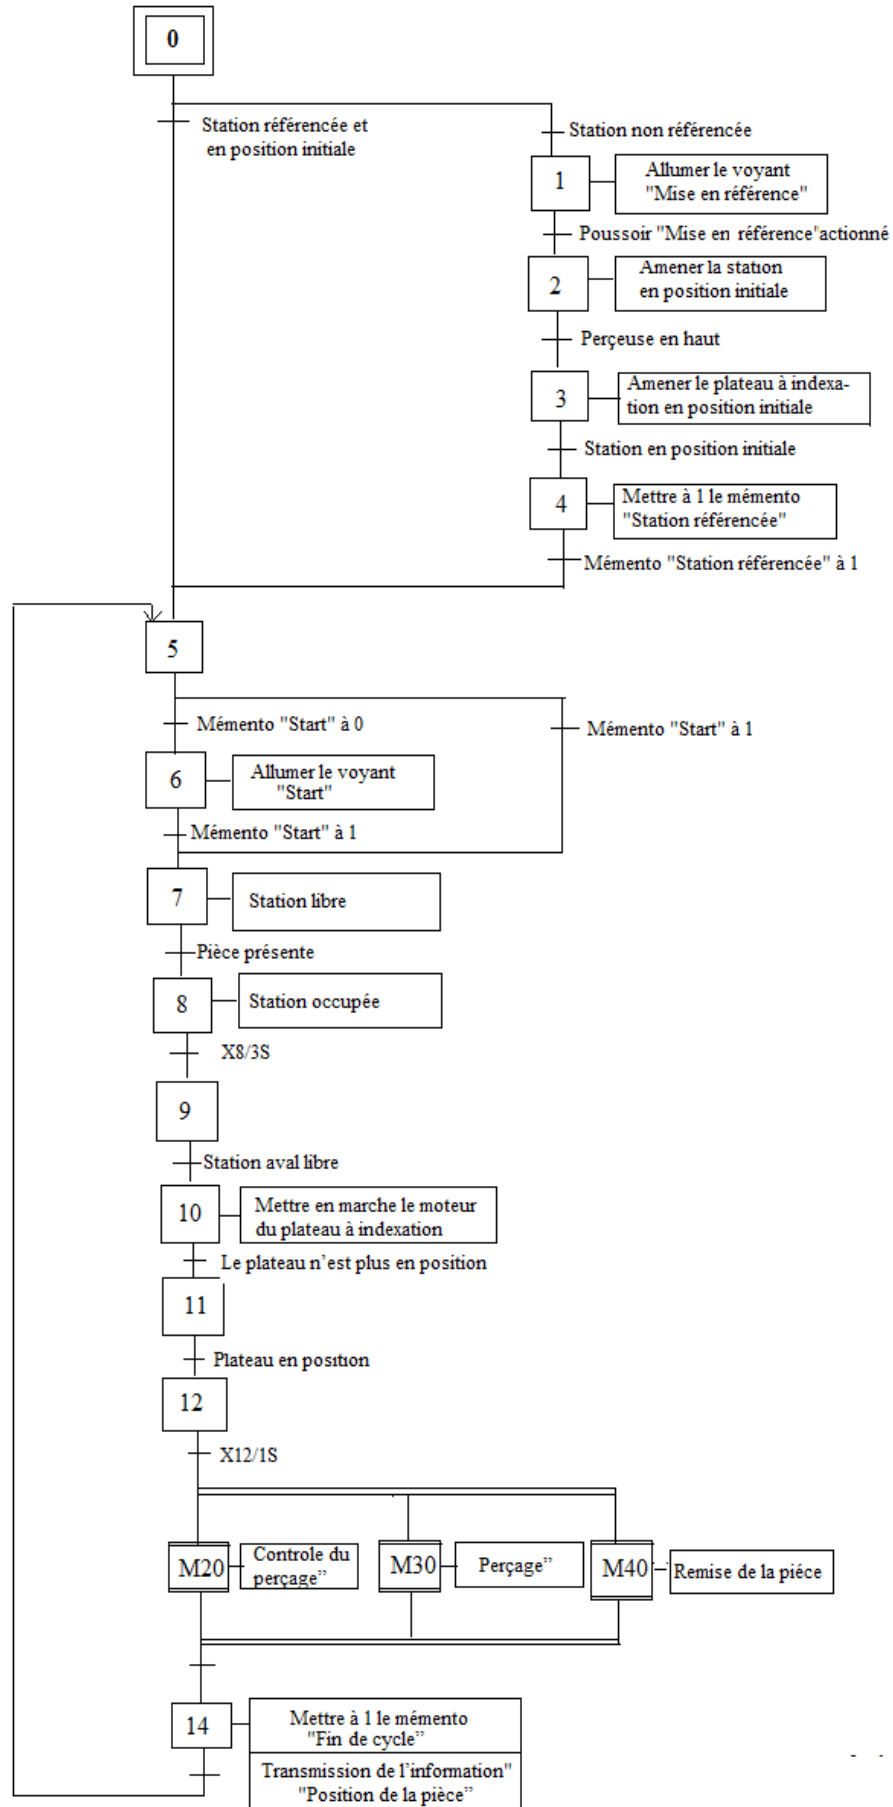 0
Station référencée et
en position initiale
Station non référencée
1
Allumer le voyant
"Mise en référence"
Poussoir "Mise en référence"actionné
2
Amener la station
en position initiale
Perçeuse en haut
3
Amener le plateau à indexa-
tion en position initiale
Station en position initiale
4
Mettre à 1 le mémento
"Station référencée"
Mémento "Station référencée" à 1
5
Mémento "Start" à 0
Mémento "Start" à 1
6
Allumer le voyant
"Start"
Mémento "Start" à 1
7
Station libre
Pièce présente
8
Station occupée
X8/3S
9
Station aval libre
10
Mettre en marche le moteur
du plateau à indexation
Le plateau n’est plus en position
11
Plateau en position
12
X12/1S
M20
Controle du
perçage”
M30
Perçage”
M40
Remise de la piéce
14
Mettre à 1 le mémento
"Fin de cycle”
Transmission de l’information"
"Position de la pièce”